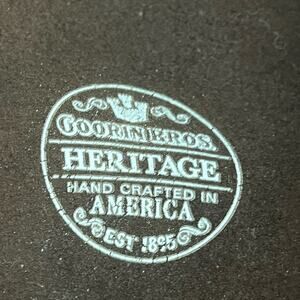 GOORIN BROS.
HERITAGE
HAND CRAFTED IN
AMERICA
EST 1895